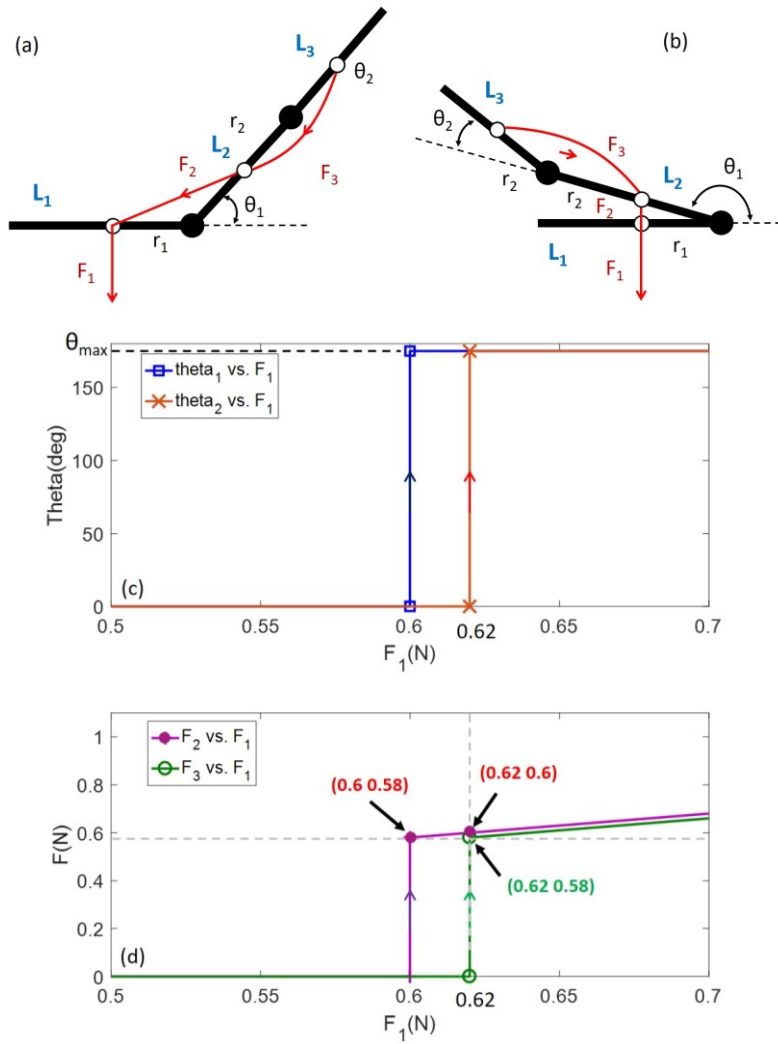 (a)
L3
θ2
r2
L2
F2
F3
L1
θ1
r1
F1
(b)
L3
θ2
F3
L2
θ1
r2
r2
F2
r1
L1
F1
θmax
theta1 vs. F1
theta2 vs. F1
150
100
50
0
Theta(deg)
(c)
0.5
0.55
0.6
0.62
0.65
0.7
F1(N)
F2 vs. F1
F3 vs. F1
(0.6 0.58)
(0.62 0.6)
(0.62 0.58)
1
0.8
0.6
0.4
0.2
0
F(N)
(d)
0.5
0.55
0.6
0.62
0.65
0.7
F1(N)